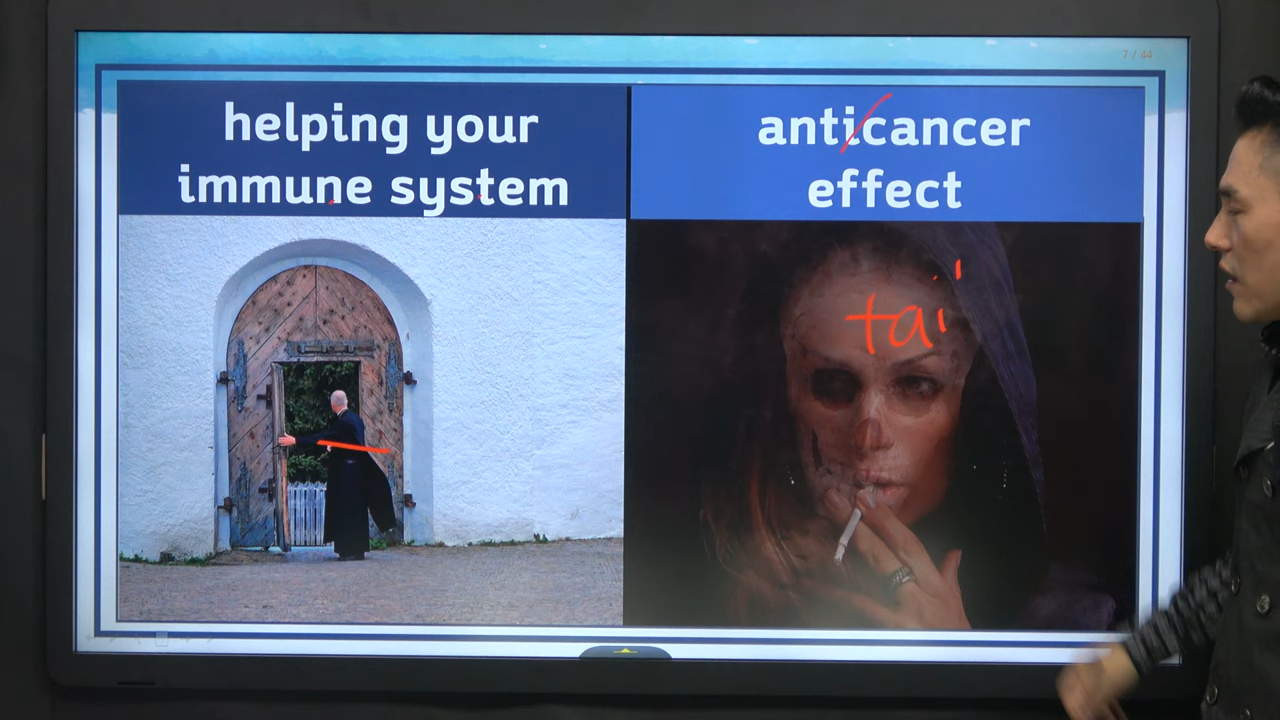 7 / 44
helping your
immune system
anticancer
effect
tai